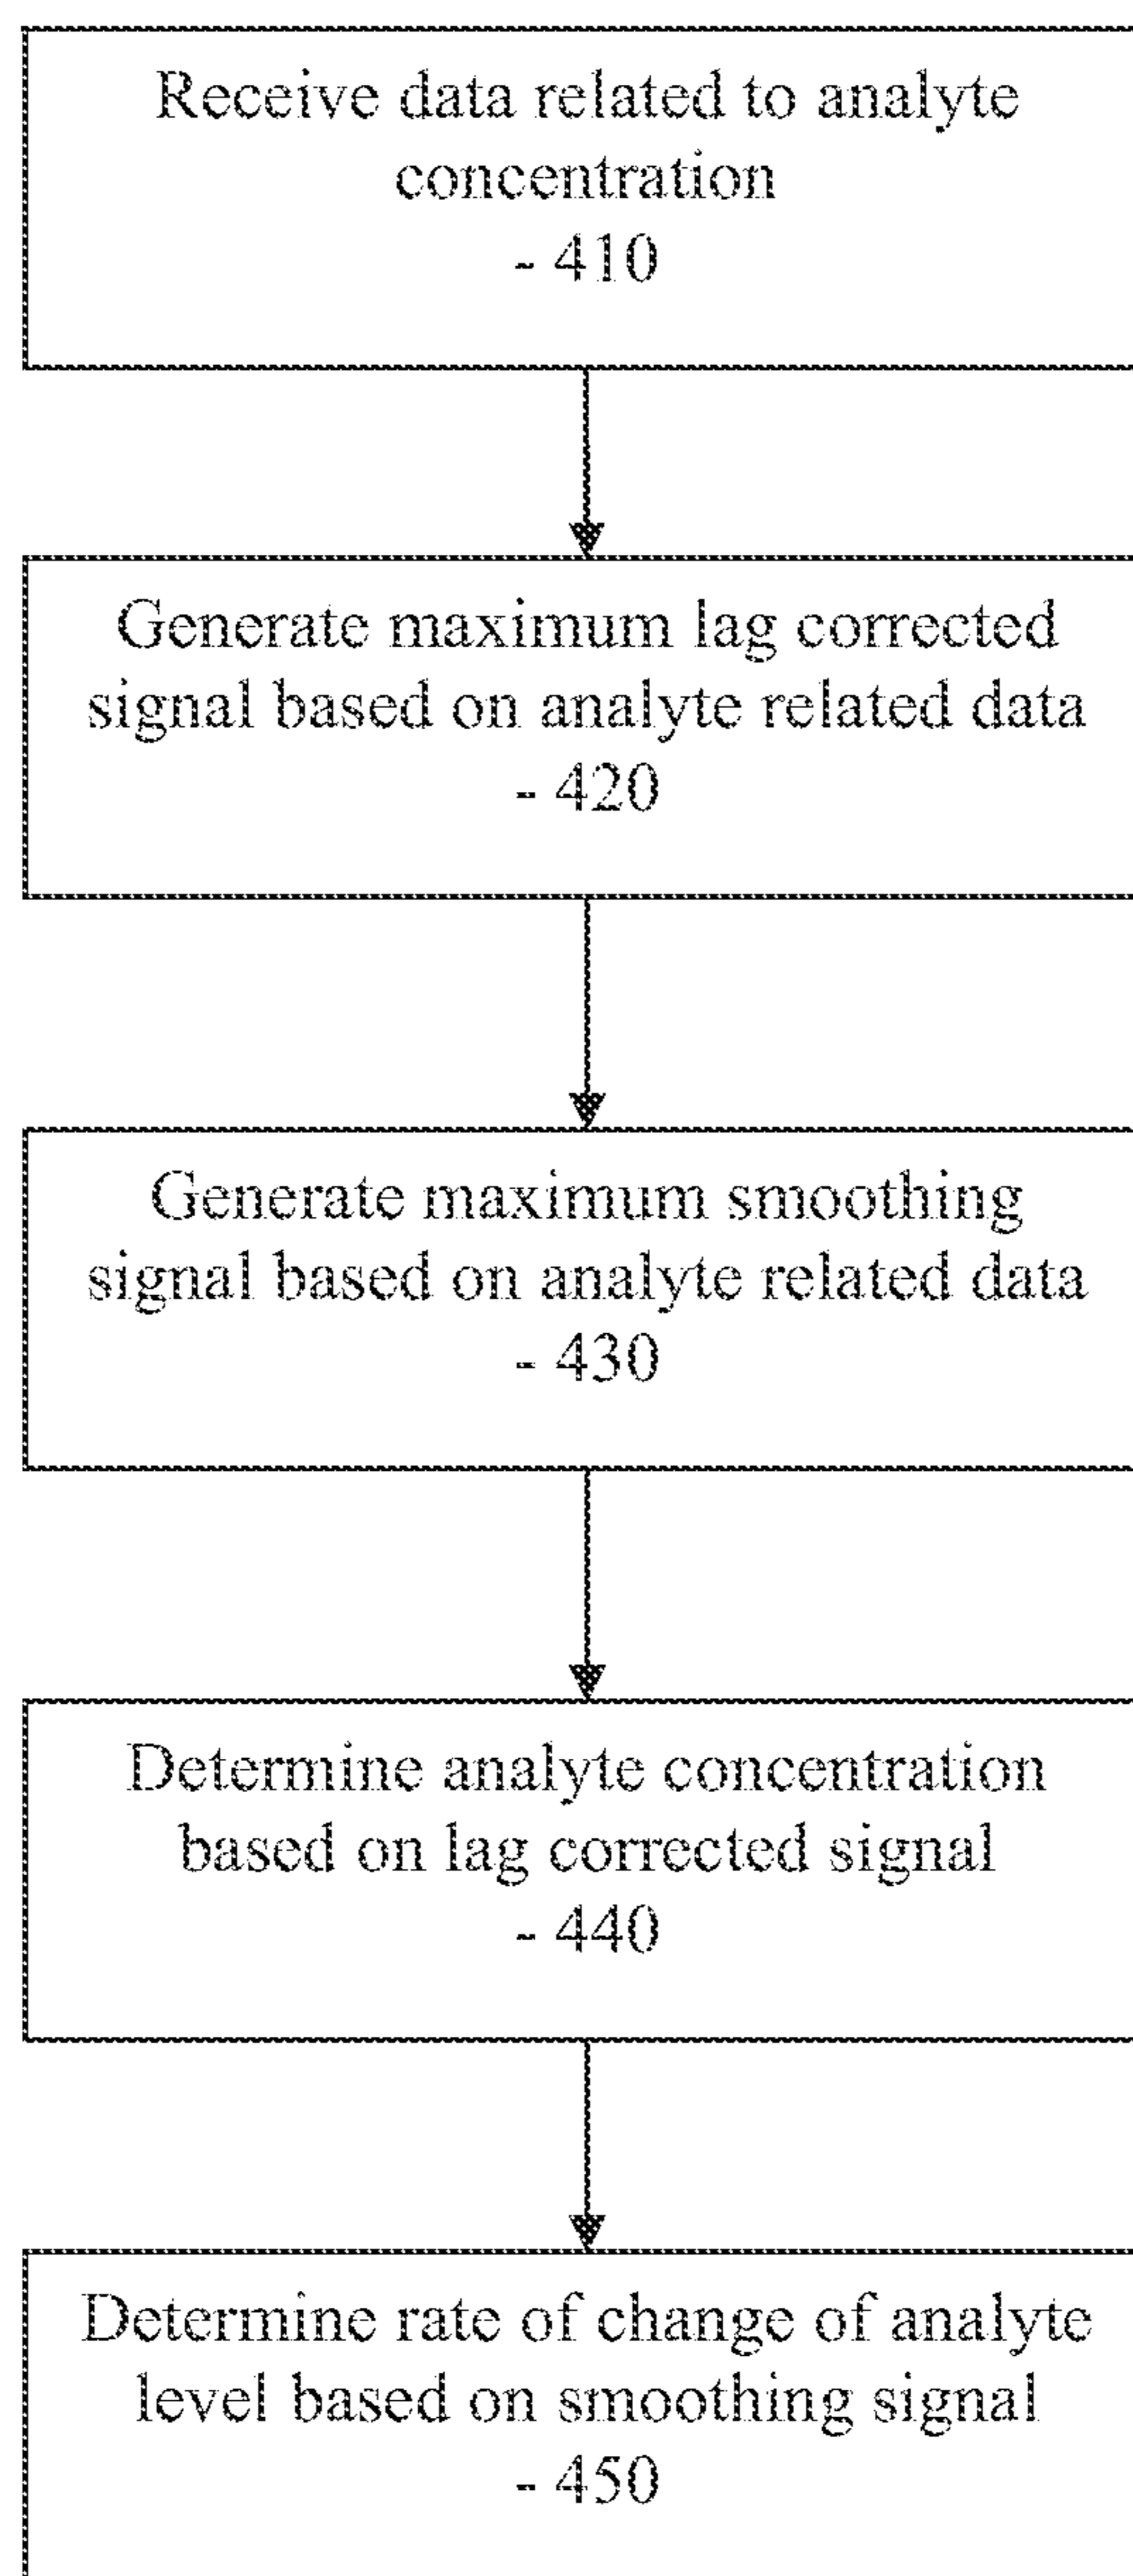 Receive data related to analyte
concentration
- 410
Generate maximum lag corrected
signal based on analyte related data
- 420
Generate maximum smoothing
signal based on analyte related data
- 430
Determine analyte concentration
based on lag corrected signal
- 440
Determine rate of change of analyte
level based on smoothing signal
- 450